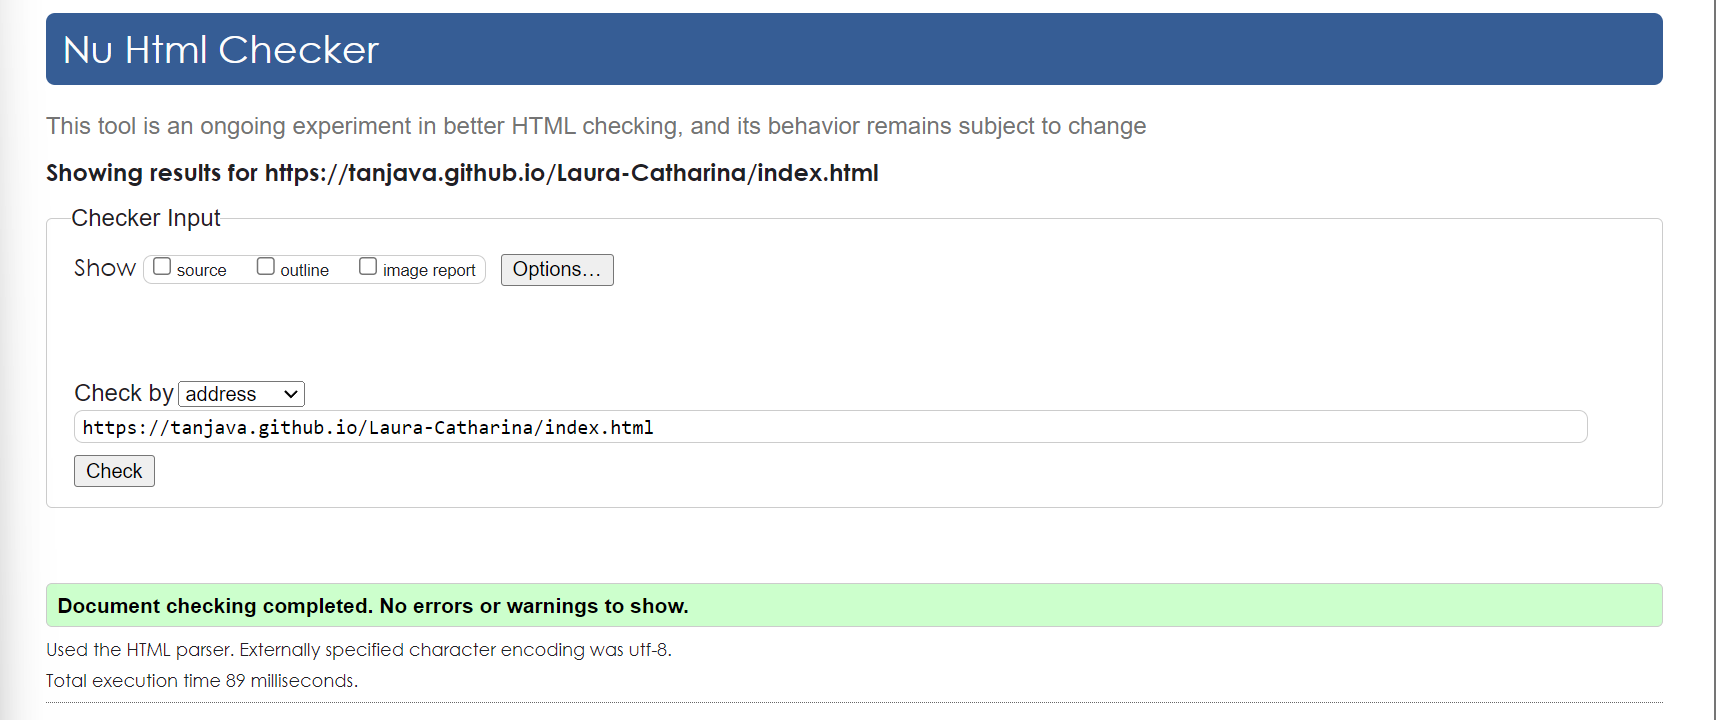 Nu Html Checker
This tool is an ongoing experiment in better HTML checking, and its behavior remains subject to change
Showing results for https://tanjava.github.io/Laura-Catharina/index.html
Checker Input
Show source outline image report Options...
Check by address
https://tanjava.github.io/Laura-Catharina/index.html
Check
Document checking completed. No errors or warnings to show.
Used the HTML parser. Externally specified character encoding was utf-8.
Total execution time 89 milliseconds.